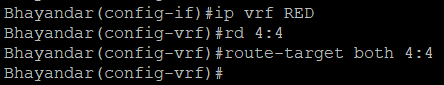 Bhayandar(config-if)#ip vrf RED
Bhayandar(config-vrf)#rd 4:4
Bhayandar(config-vrf)#route-target both 4:4
Bhayandar(config-vrf)#